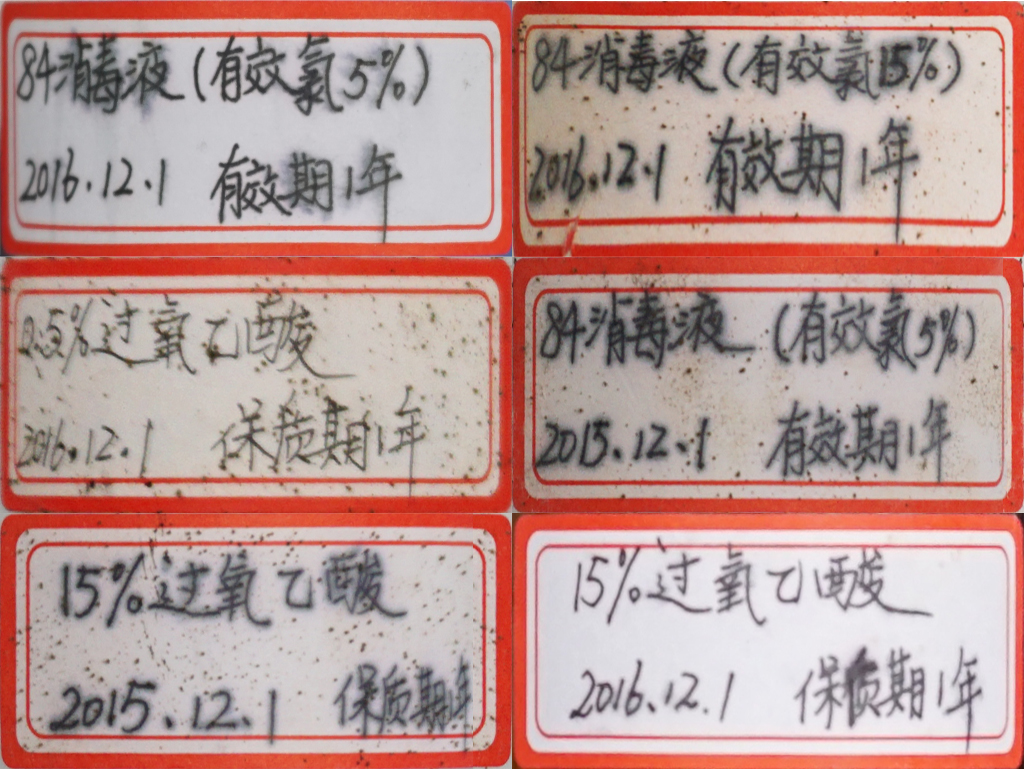 84消毒液(有效氯5%)
2016.12.1 有效期1年
84消毒液(有效氯15%)
2016.12.1 有效期1年
0.5%过氧乙酸
2016.12.1 保质期1年
84消毒液 (有效氯5%)
2015.12.1 有效期1年
15%过氧乙酸
2015.12.1 保质期1年
15%过氧乙酸
2016.12.1 保质期1年